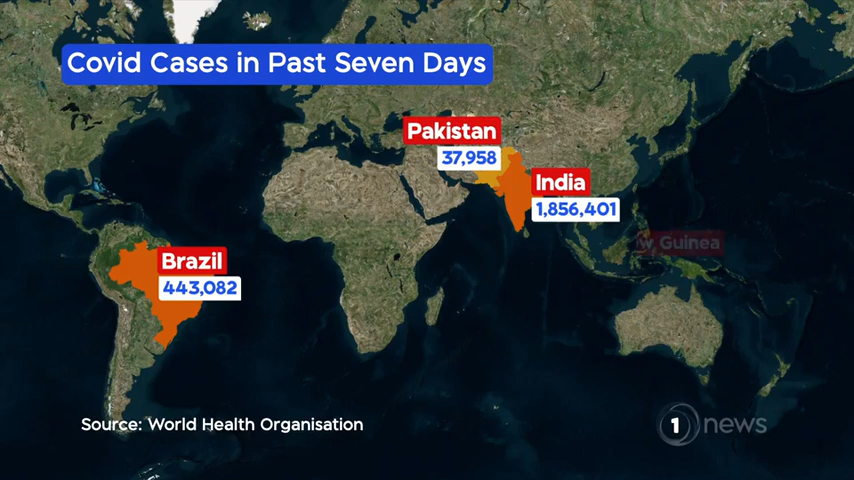 Covid Cases in Past Seven Days
Pakistan
37,958
India
1,856,401
Guinea
Brazil
443,082
Source: World Health Organisation
1 news